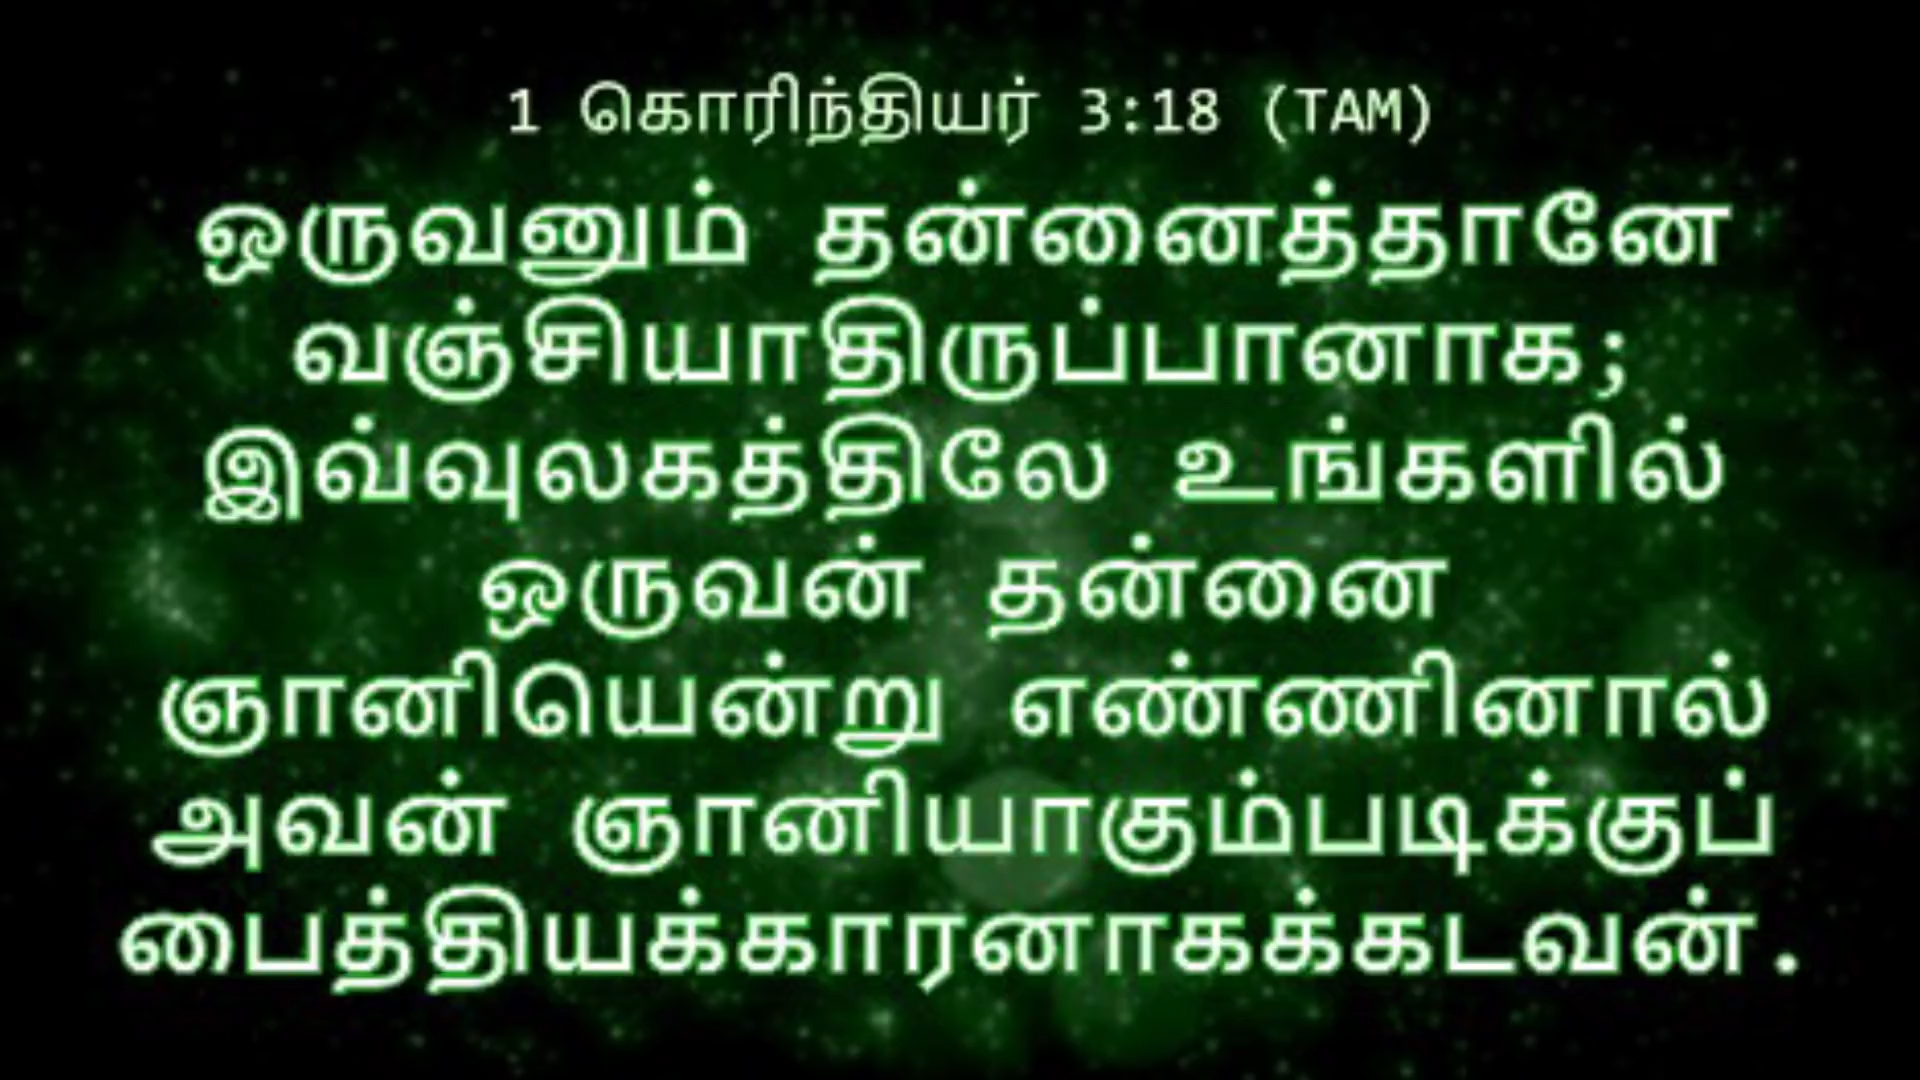 1 கொரிந்தியர் 3:18 (TAM)
ஒருவனும் தன்னைத்தானே
வஞ்சியாதிருப்பானாக;
இவ்வுலகத்திலே உங்களில்
ஒருவன் தன்னை
ஞானியென்று எண்ணினால்
அவன் ஞானியாகும்படிக்குப்
பைத்தியக்காரனாகக்கடவன்.